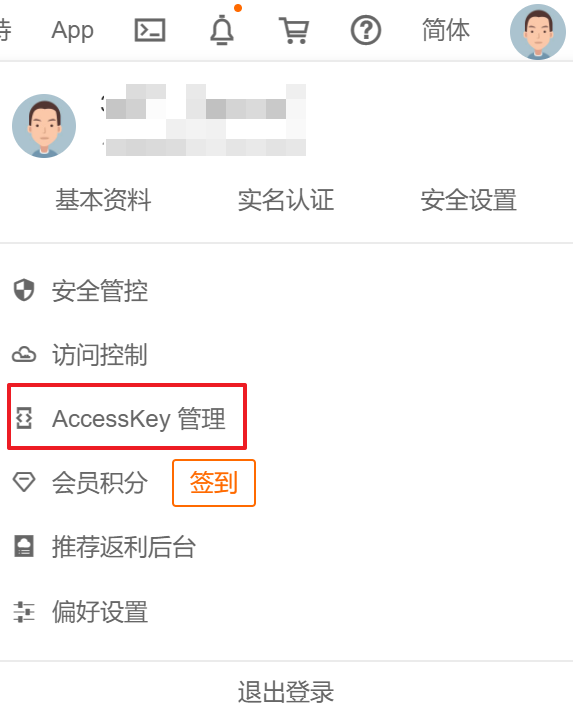 App 简体
基本资料 实名认证 安全设置
安全管控
访问控制
AccessKey 管理
会员积分 签到
推荐返利后台
偏好设置
退出登录